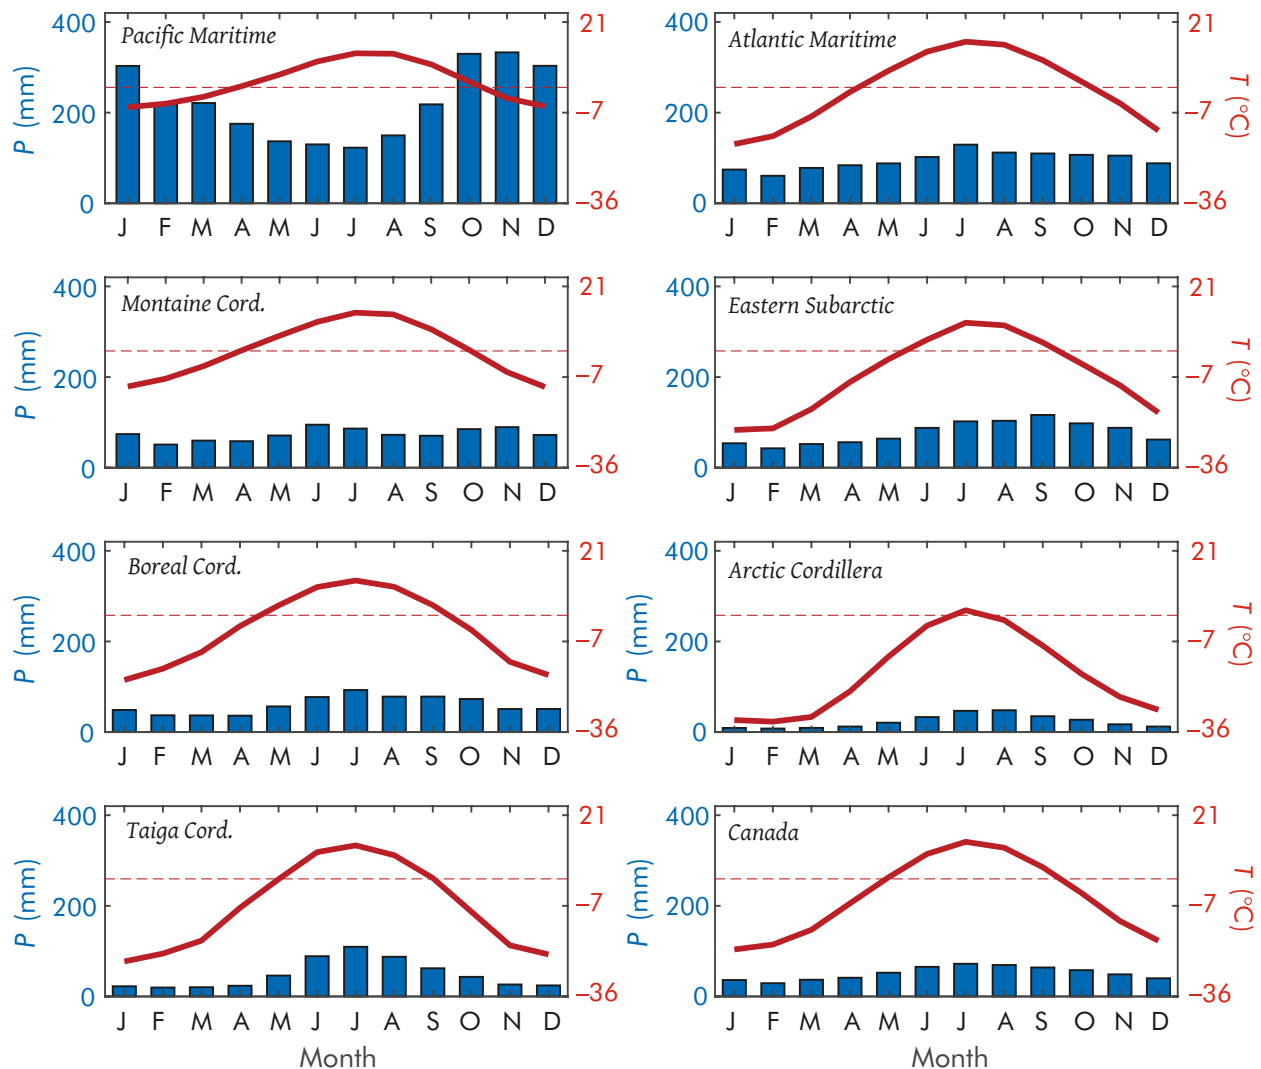 Pacific Maritime
400
200
0
P (mm)
21
−7
−36
J F M A M J J A S O N D
Atlantic Maritime
400
200
0
21
−7
−36
T (°C)
J F M A M J J A S O N D
Montaine Cord.
400
200
0
P (mm)
21
−7
−36
J F M A M J J A S O N D
Eastern Subarctic
400
200
0
P (mm)
21
−7
−36
T (°C)
J F M A M J J A S O N D
Boreal Cord.
400
200
0
P (mm)
21
−7
−36
J F M A M J J A S O N D
Arctic Cordillera
400
200
0
P (mm)
21
−7
−36
T (°C)
J F M A M J J A S O N D
Taiga Cord.
400
200
0
P (mm)
21
−7
−36
J F M A M J J A S O N D
Month
Canada
400
200
0
P (mm)
21
−7
−36
T (°C)
J F M A M J J A S O N D
Month